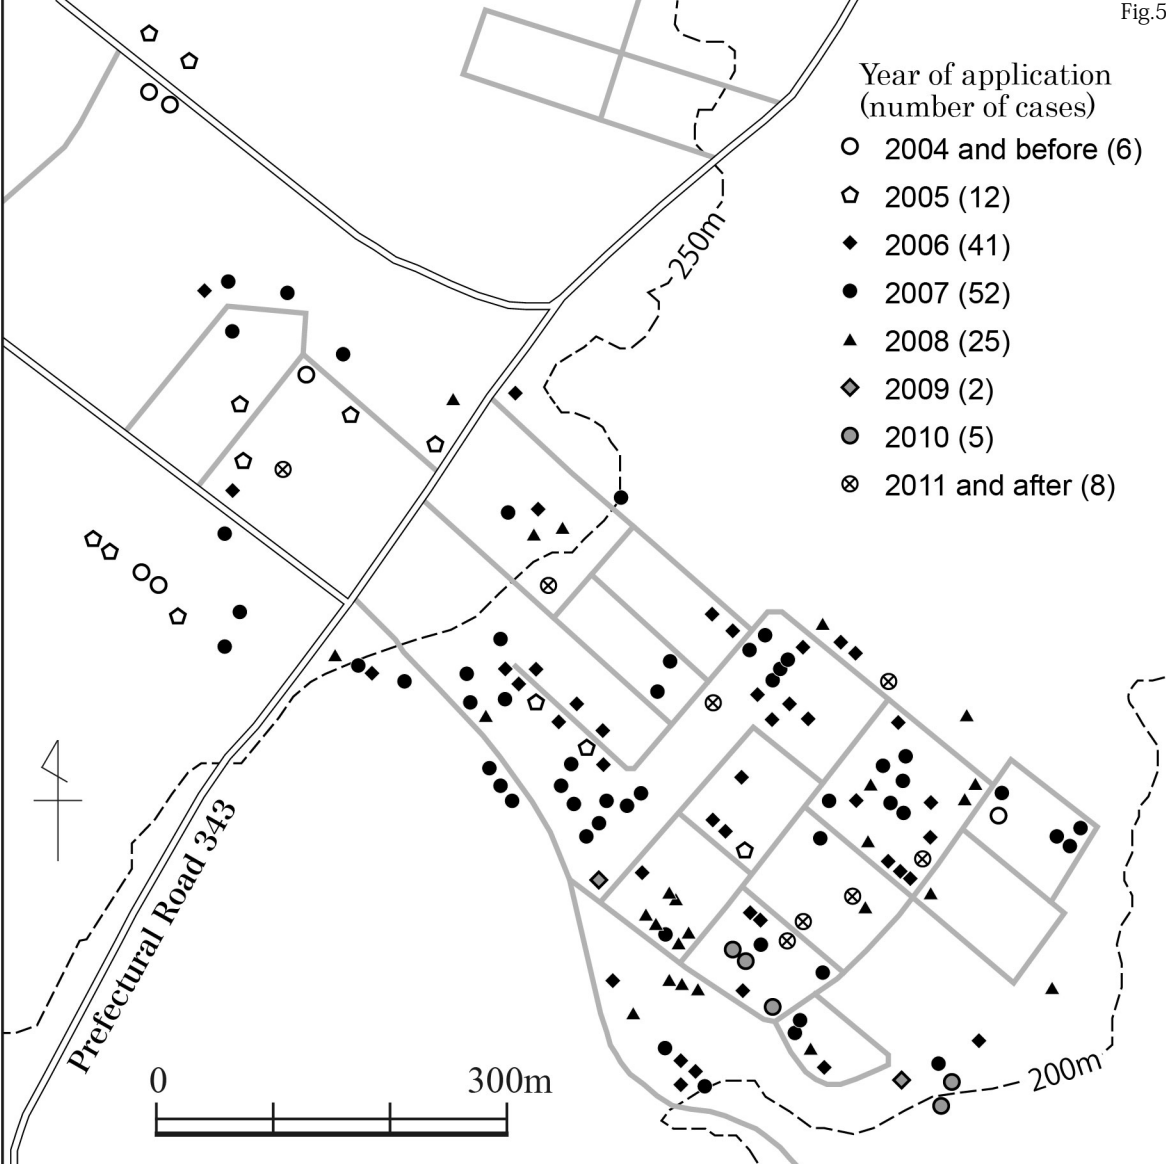 Fig.5
Year of application
(number of cases)
2004 and before (6)
2005 (12)
2006 (41)
2007 (52)
2008 (25)
2009 (2)
2010 (5)
2011 and after (8)
250m
Prefectural Road 343
200m
0 300m